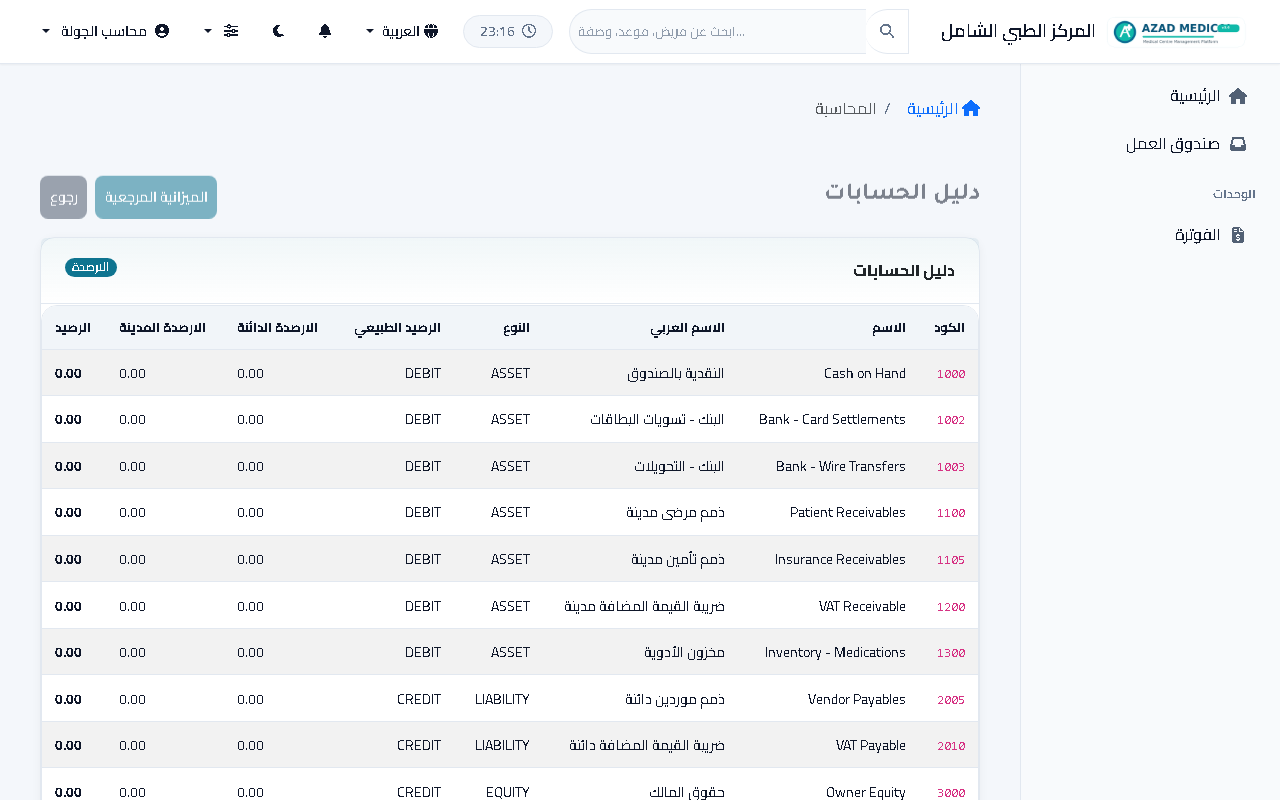 AZAD MEDIC
Medical Centre Management Platform
المركز الطبي الشامل
ابحث عن مريض، موعد، وصفة...
23:16
العربية
محاسب الجولة
الرئيسية
صندوق العمل
الوحدات
الفوترة
الرئيسية / المحاسبة
دليل الحسابات
الميزانية المرجعية
رجوع
دليل الحسابات
الارصدة
الكود الاسم الاسم العربي النوع الرصيد الطبيعي الارصدة الدائنة الارصدة المدينة الرصيد
1000 Cash on Hand النقدية بالصندوق ASSET DEBIT 0.00 0.00 0.00
1002 Bank - Card Settlements البنك - تسويات البطاقات ASSET DEBIT 0.00 0.00 0.00
1003 Bank - Wire Transfers البنك - التحويلات ASSET DEBIT 0.00 0.00 0.00
1100 Patient Receivables ذمم مرضى مدينة ASSET DEBIT 0.00 0.00 0.00
1105 Insurance Receivables ذمم تأمين مدينة ASSET DEBIT 0.00 0.00 0.00
1200 VAT Receivable ضريبة القيمة المضافة مدينة ASSET DEBIT 0.00 0.00 0.00
1300 Inventory - Medications مخزون الأدوية ASSET DEBIT 0.00 0.00 0.00
2005 Vendor Payables ذمم موردين دائنة LIABILITY CREDIT 0.00 0.00 0.00
2010 VAT Payable ضريبة القيمة المضافة دائنة LIABILITY CREDIT 0.00 0.00 0.00
3000 Owner Equity حقوق المالك EQUITY CREDIT 0.00 0.00 0.00